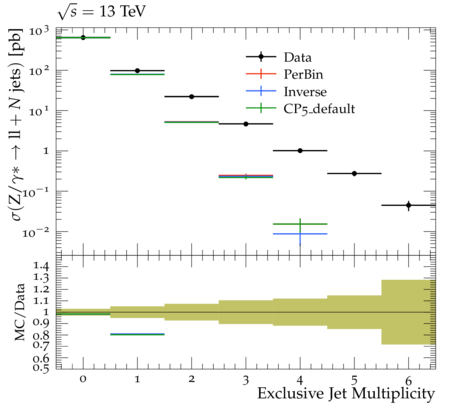 √s = 13 TeV
σ(Z/γ* → ll + N jets) [pb]
10³
10²
10¹
1
10⁻¹
10⁻²
Data
PerBin
Inverse
CP5_default
MC/Data
1.4
1.3
1.2
1.1
1
0.9
0.8
0.7
0.6
0.5
0 1 2 3 4 5 6
Exclusive Jet Multiplicity